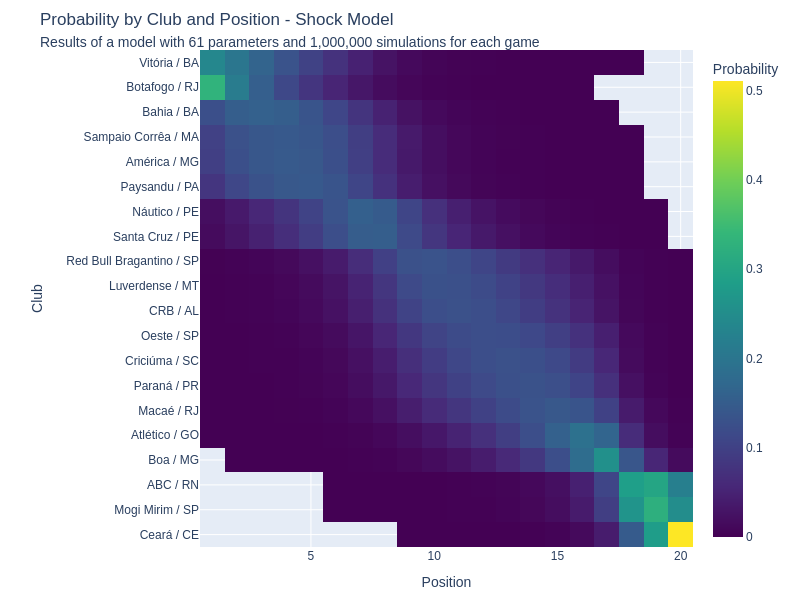 Probability by Club and Position - Shock Model
Results of a model with 61 parameters and 1,000,000 simulations for each game
Probability
Vitória / BA
Botafogo / RJ
Bahia / BA
Sampaio Corrêa / MA
América / MG
Paysandu / PA
Náutico / PE
Santa Cruz / PE
Red Bull Bragantino / SP
Luverdense / MT
CRB / AL
Oeste / SP
Criciúma / SC
Paraná / PR
Macaé / RJ
Atlético / GO
Boa / MG
ABC / RN
Mogi Mirim / SP
Ceará / CE
Club
5
10
15
20
Position
0.5
0.4
0.3
0.2
0.1
0